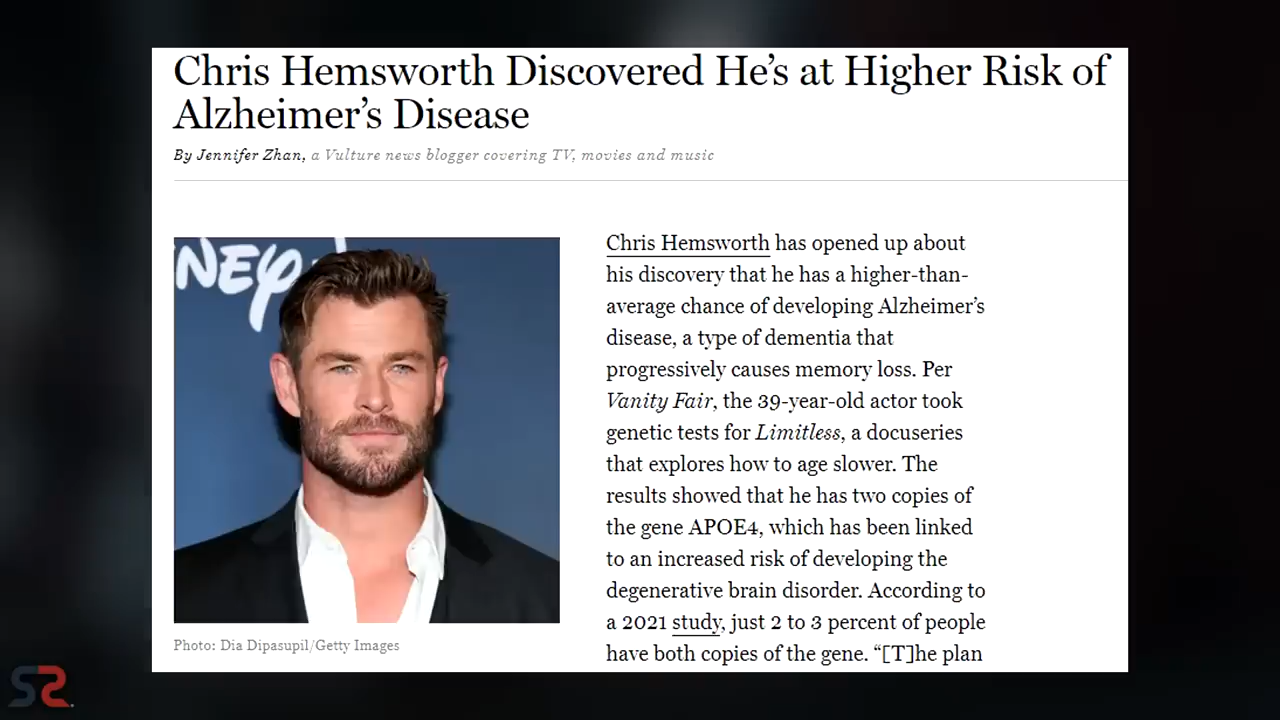 Chris Hemsworth Discovered He's at Higher Risk of
Alzheimer's Disease
By Jennifer Zhan, a Vulture news blogger covering TV, movies and music
Chris Hemsworth has opened up about
his discovery that he has a higher-than-
average chance of developing Alzheimer's
disease, a type of dementia that
progressively causes memory loss. Per
Vanity Fair, the 39-year-old actor took
genetic tests for Limitless, a docuseries
that explores how to age slower. The
results showed that he has two copies of
the gene APOE4, which has been linked
to an increased risk of developing the
degenerative brain disorder. According to
a 2021 study, just 2 to 3 percent of people
have both copies of the gene. “[T]he plan
NEY
Photo: Dia Dipasupil/Getty Images